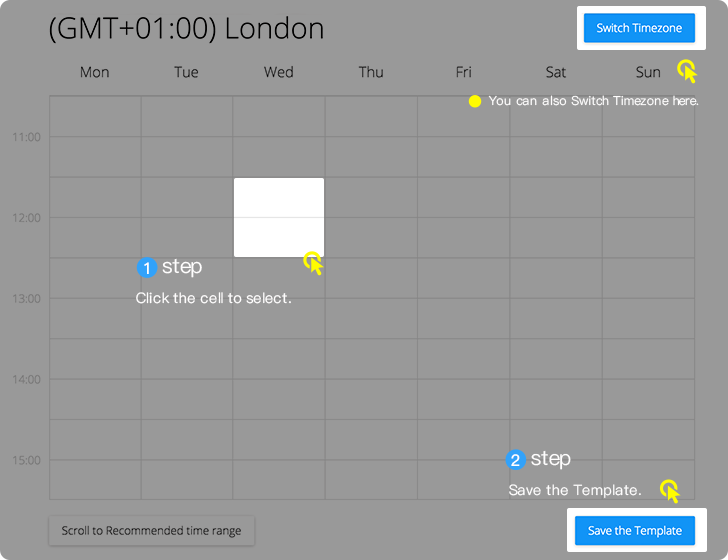 (GMT+01:00) London
Switch Timezone
Mon Tue Wed Thu Fri Sat Sun
You can also Switch Timezone here.
11:00
12:00
1 step
Click the cell to select.
13:00
14:00
15:00
2 step
Save the Template.
Scroll to Recommended time range
Save the Template